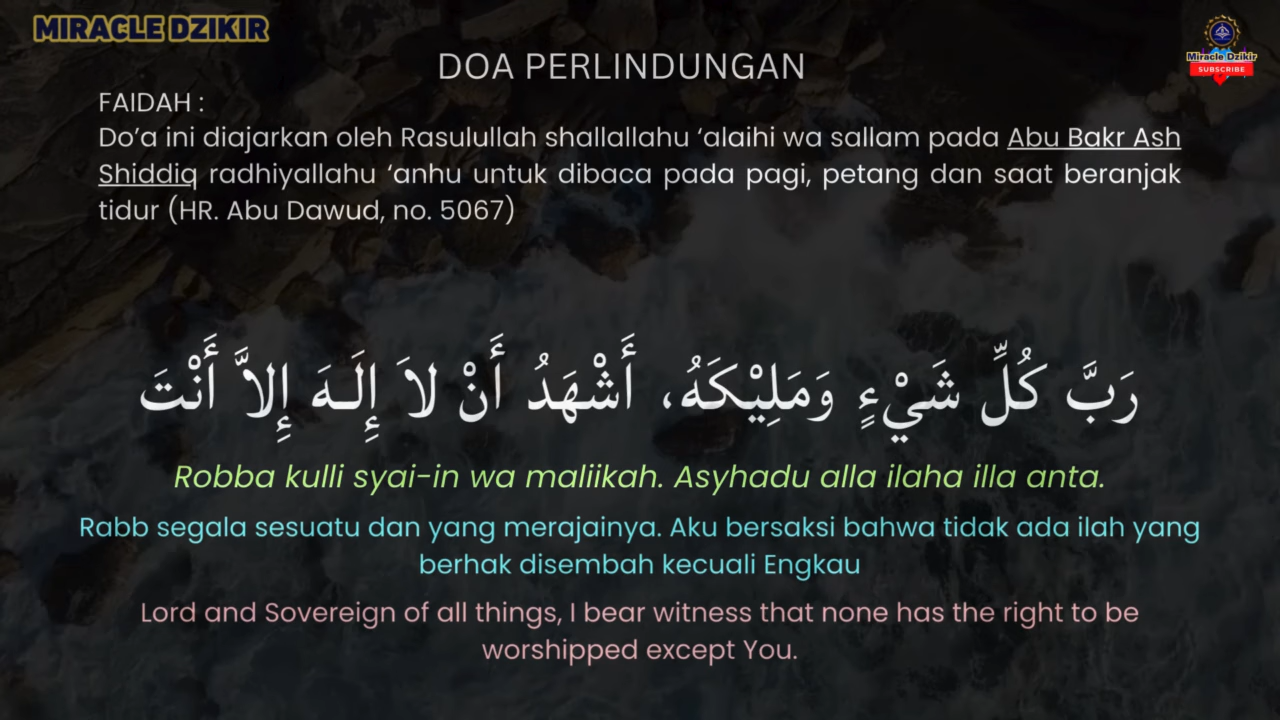 MIRACLE DZIKIR
Miracle Dzikir
SUBSCRIBE
DOA PERLINDUNGAN
FAIDAH :
Do’a ini diajarkan oleh Rasulullah shallallahu ‘alaihi wa sallam pada Abu Bakr Ash
Shiddiq radhiyallahu ‘anhu untuk dibaca pada pagi, petang dan saat beranjak
tidur (HR. Abu Dawud, no. 5067)
رَبَّ كُلِّ شَيْءٍ وَمَلِيْكَهُ، أَشْهَدُ أَنْ لاَ إِلَـهَ إِلاَّ أَنْتَ
Robba kulli syai-in wa maliikah. Asyhadu alla ilaha illa anta.
Rabb segala sesuatu dan yang merajainya. Aku bersaksi bahwa tidak ada ilah yang
berhak disembah kecuali Engkau
Lord and Sovereign of all things, I bear witness that none has the right to be
worshipped except You.